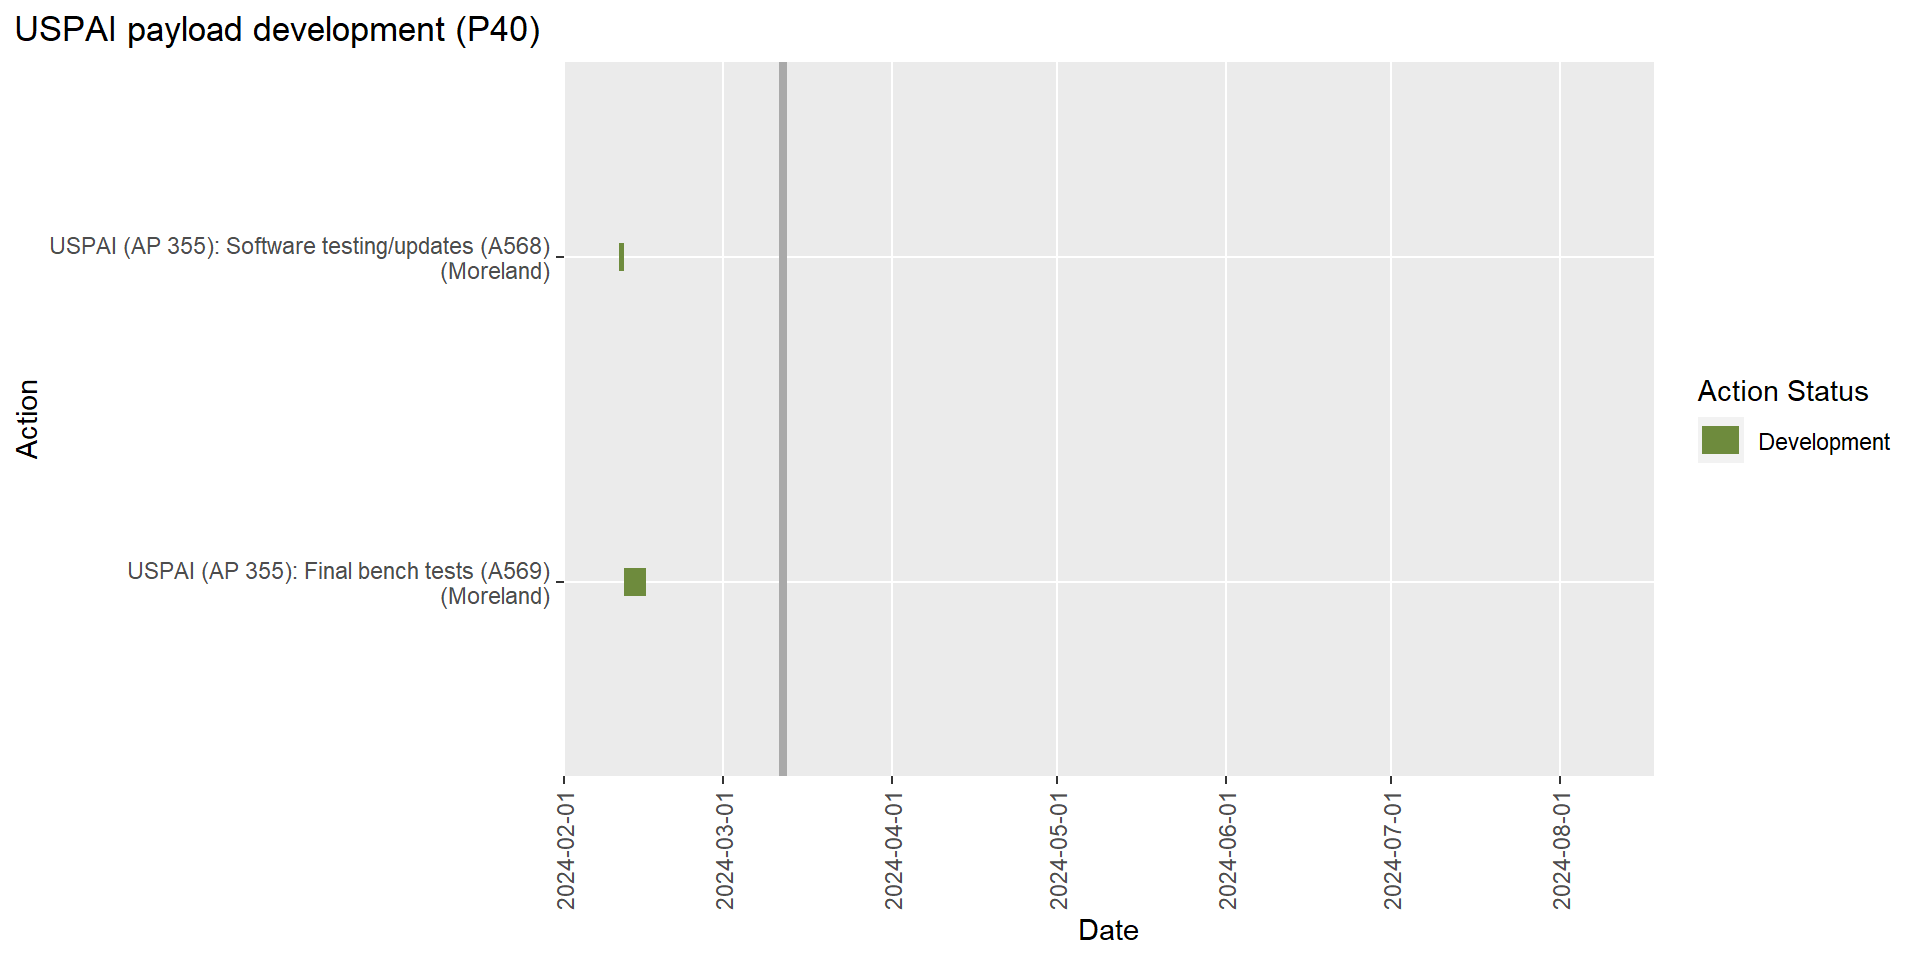 USPAI payload development (P40)
USPAI (AP 355): Software testing/updates (A568)
(Moreland)
USPAI (AP 355): Final bench tests (A569)
(Moreland)
Action
2024-02-01
2024-03-01
2024-04-01
2024-05-01
2024-06-01
2024-07-01
2024-08-01
Date
Action Status
Development